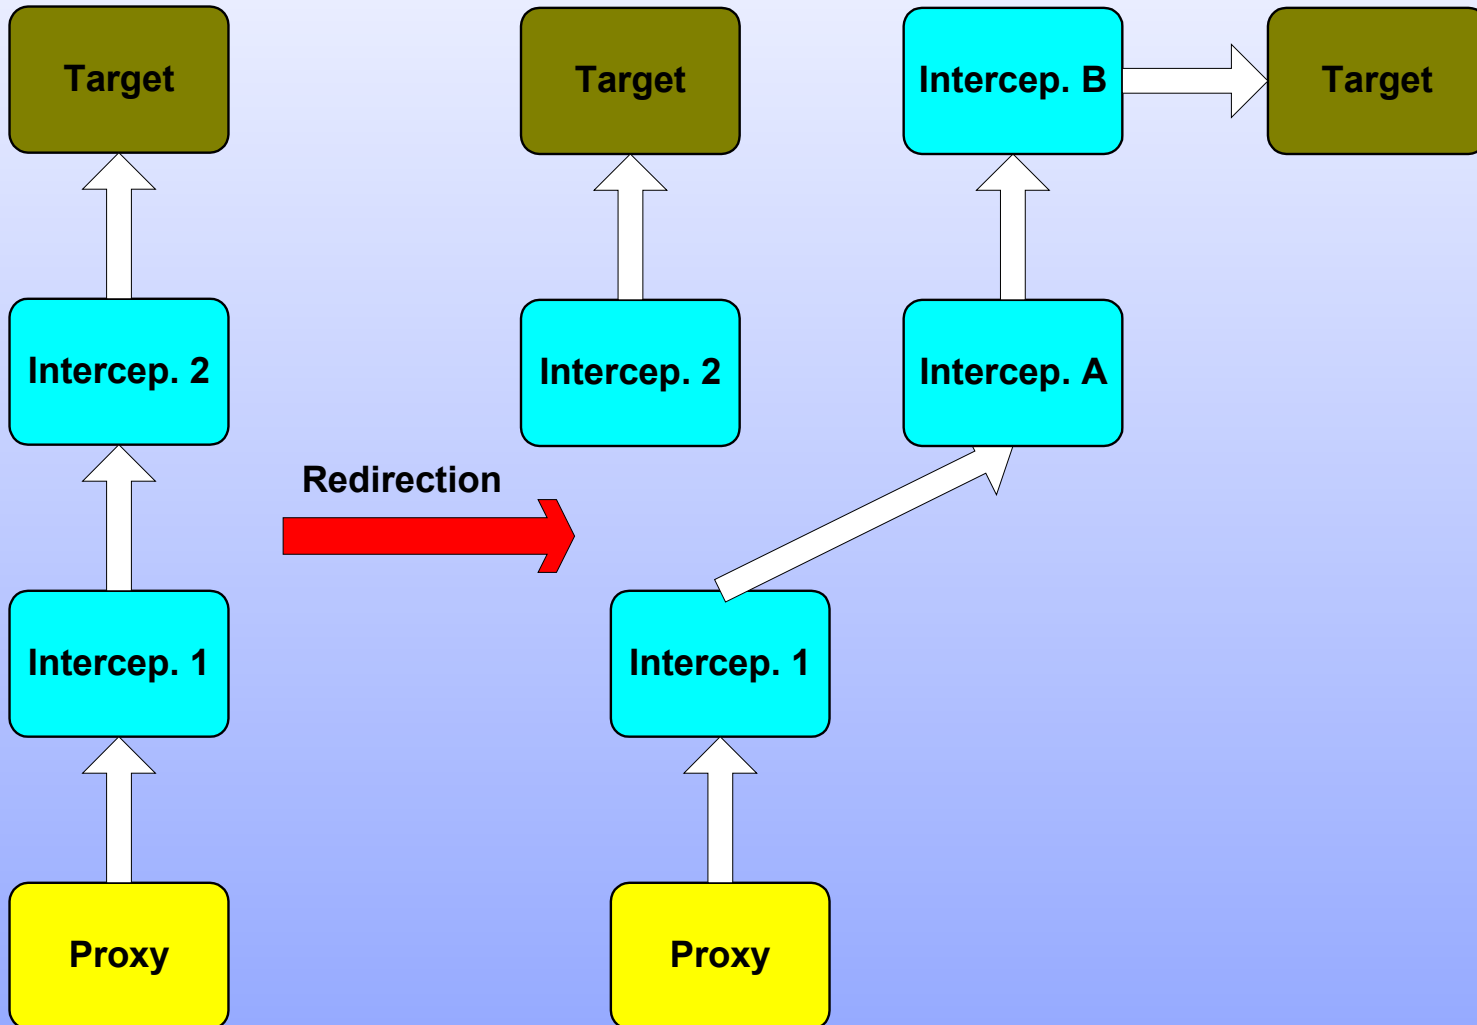 Target
Target
Intercep. B
Target
Intercep. 2
Intercep. 2
Intercep. A
Redirection
Intercep. 1
Intercep. 1
Proxy
Proxy